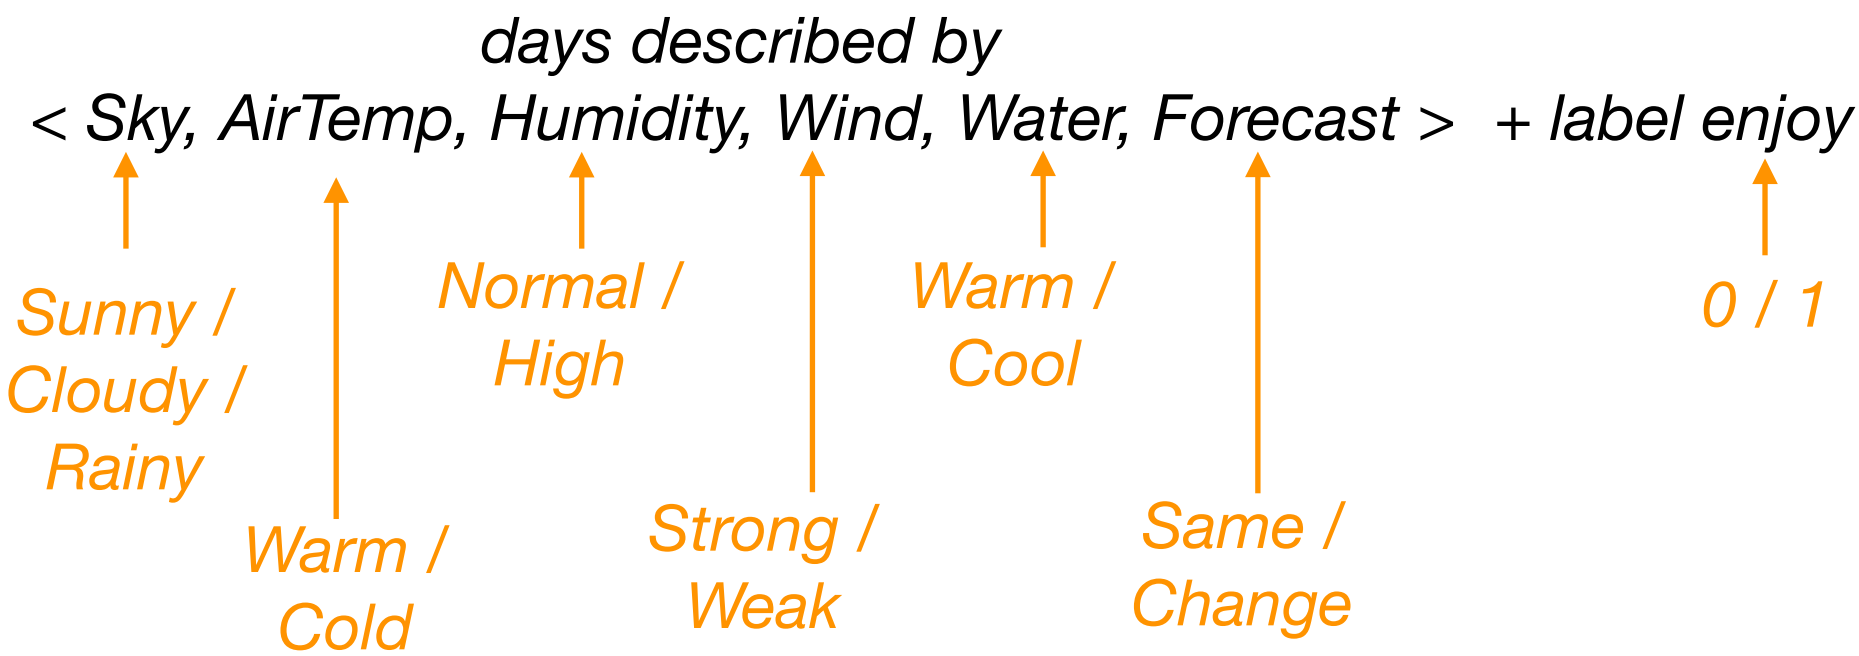 days described by
< Sky, AirTemp, Humidity, Wind, Water, Forecast > + label enjoy
Sunny /
Cloudy /
Rainy
Warm /
Cold
Normal /
High
Strong /
Weak
Warm /
Cool
Same /
Change
0 / 1